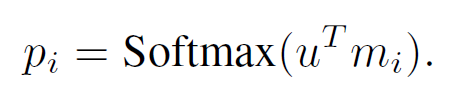 p_i = Softmax(u^T m_i).